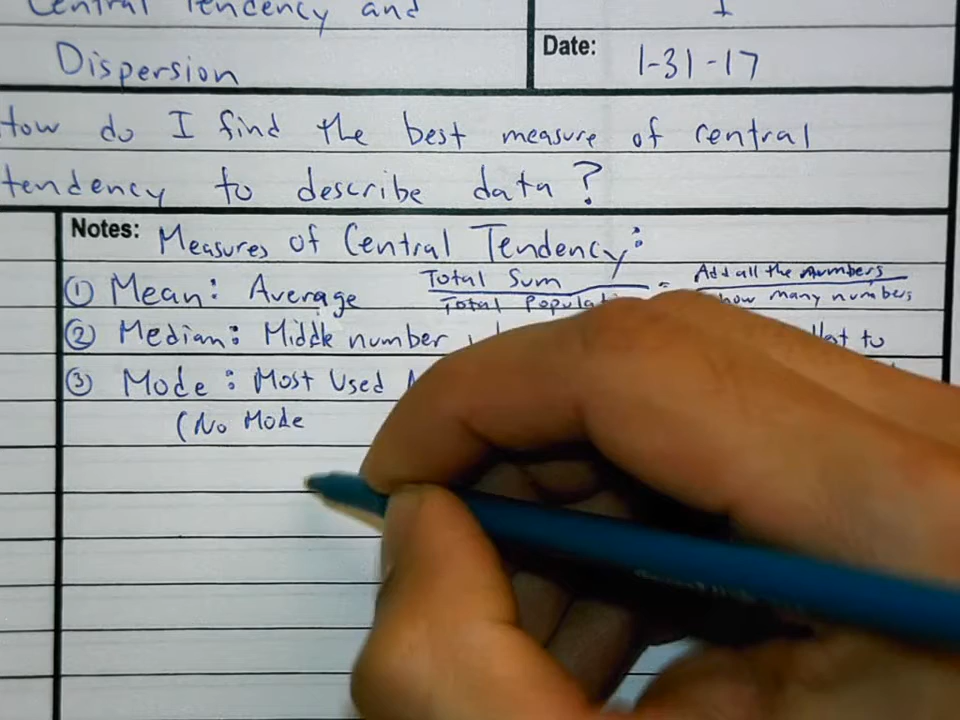 Central Tendency and
Dispersion
Date: 1-31-17
How do I find the best measure of central
tendency to describe data?
Notes: Measures of Central Tendency:
① Mean: Average Total Sum / Total = Add all the numbers / how many numbers
② Median: Middle number to
③ Mode: Most Used
(No Mode